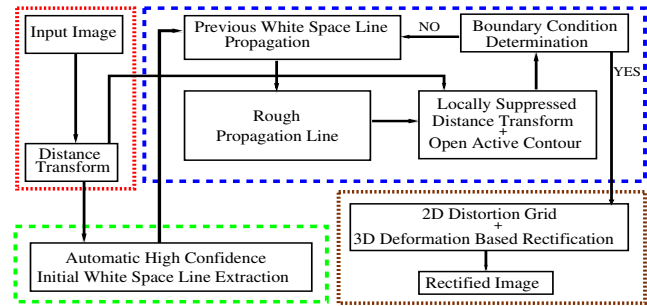 Input Image
Distance
Transform
Previous White Space Line
Propagation
NO
Boundary Condition
Determination
YES
Rough
Propagation Line
Locally Suppressed
Distance Transform
+
Open Active Contour
Automatic High Confidence
Initial White Space Line Extraction
2D Distortion Grid
+
3D Deformation Based Rectification
Rectified Image